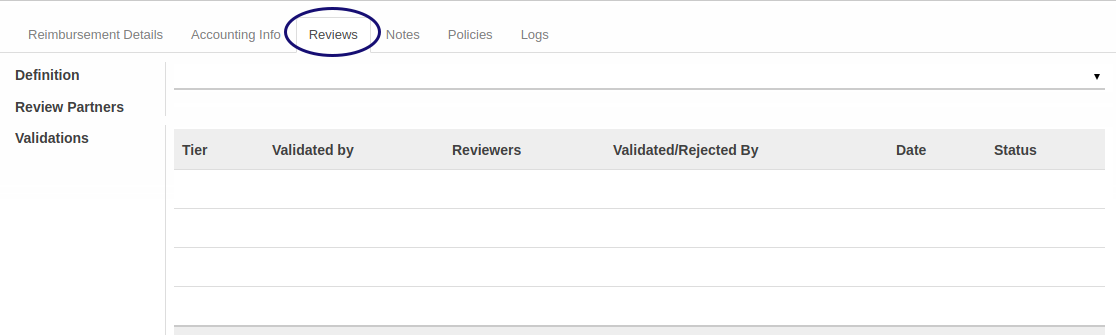 Reimbursement Details Accounting Info Reviews Notes Policies Logs
Definition
Review Partners
Validations
Tier Validated by Reviewers Validated/Rejected By Date Status